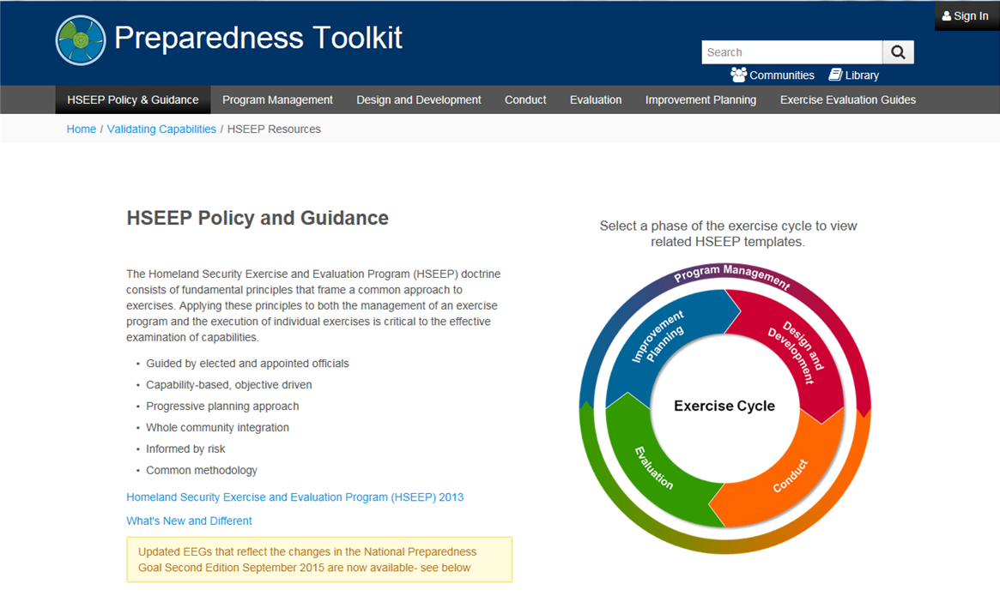 Sign In
Preparedness Toolkit
Search
Communities Library
HSEEP Policy & Guidance Program Management Design and Development Conduct Evaluation Improvement Planning Exercise Evaluation Guides
Home / Validating Capabilities / HSEEP Resources
HSEEP Policy and Guidance
The Homeland Security Exercise and Evaluation Program (HSEEP) doctrine
consists of fundamental principles that frame a common approach to
exercises. Applying these principles to both the management of an exercise
program and the execution of individual exercises is critical to the effective
examination of capabilities.
• Guided by elected and appointed officials
• Capability-based, objective driven
• Progressive planning approach
• Whole community integration
• Informed by risk
• Common methodology
Homeland Security Exercise and Evaluation Program (HSEEP) 2013
What's New and Different
Updated EEGs that reflect the changes in the National Preparedness
Goal Second Edition September 2015 are now available- see below
Select a phase of the exercise cycle to view
related HSEEP templates.
Program Management
Improvement
Planning
Design and
Development
Exercise Cycle
Evaluation
Conduct